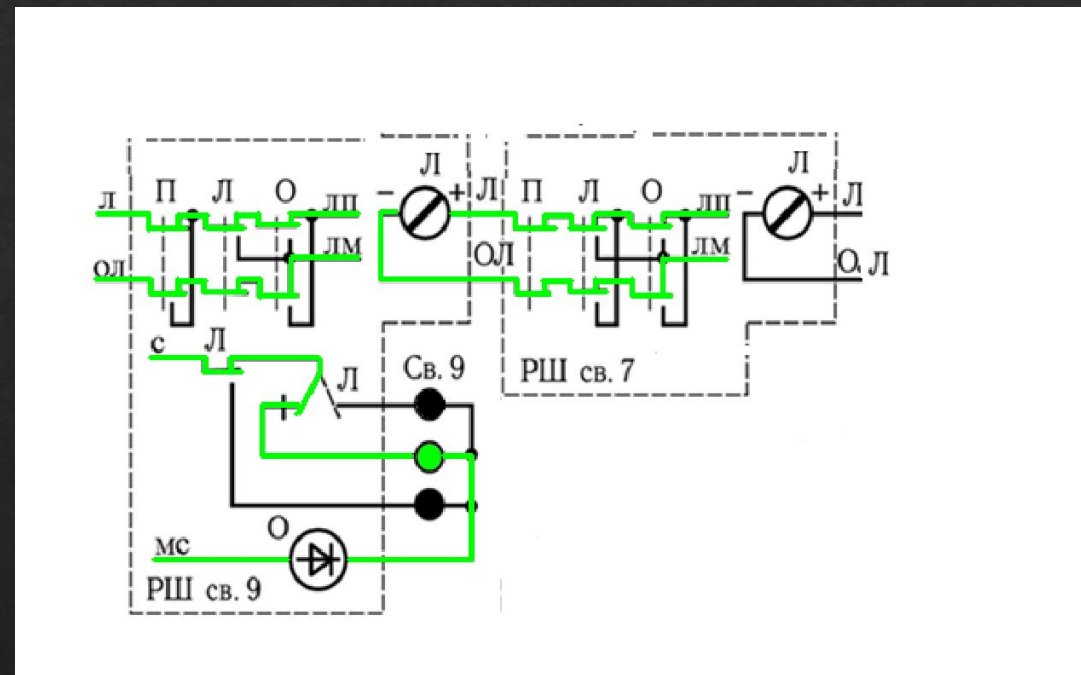 Л
Л
л П Л О ЛП
− + Л
П Л О ЛП
− + Л
ЛМ
ОЛ
ЛМ
О Л
ОЛ
с Л
Л
Св. 9
РШ св. 7
О
мс
РШ св. 9